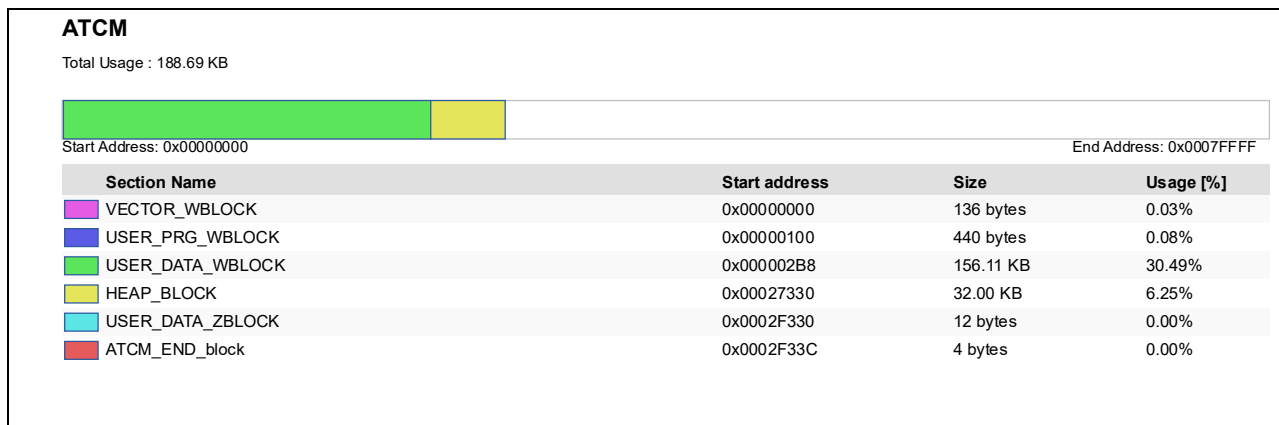 ATCM
Total Usage : 188.69 KB
Start Address: 0x00000000 End Address: 0x0007FFFF
Section Name Start address Size Usage [%]
VECTOR_WBLOCK 0x00000000 136 bytes 0.03%
USER_PRG_WBLOCK 0x00000100 440 bytes 0.08%
USER_DATA_WBLOCK 0x000002B8 156.11 KB 30.49%
HEAP_BLOCK 0x00027330 32.00 KB 6.25%
USER_DATA_ZBLOCK 0x0002F330 12 bytes 0.00%
ATCM_END_block 0x0002F33C 4 bytes 0.00%